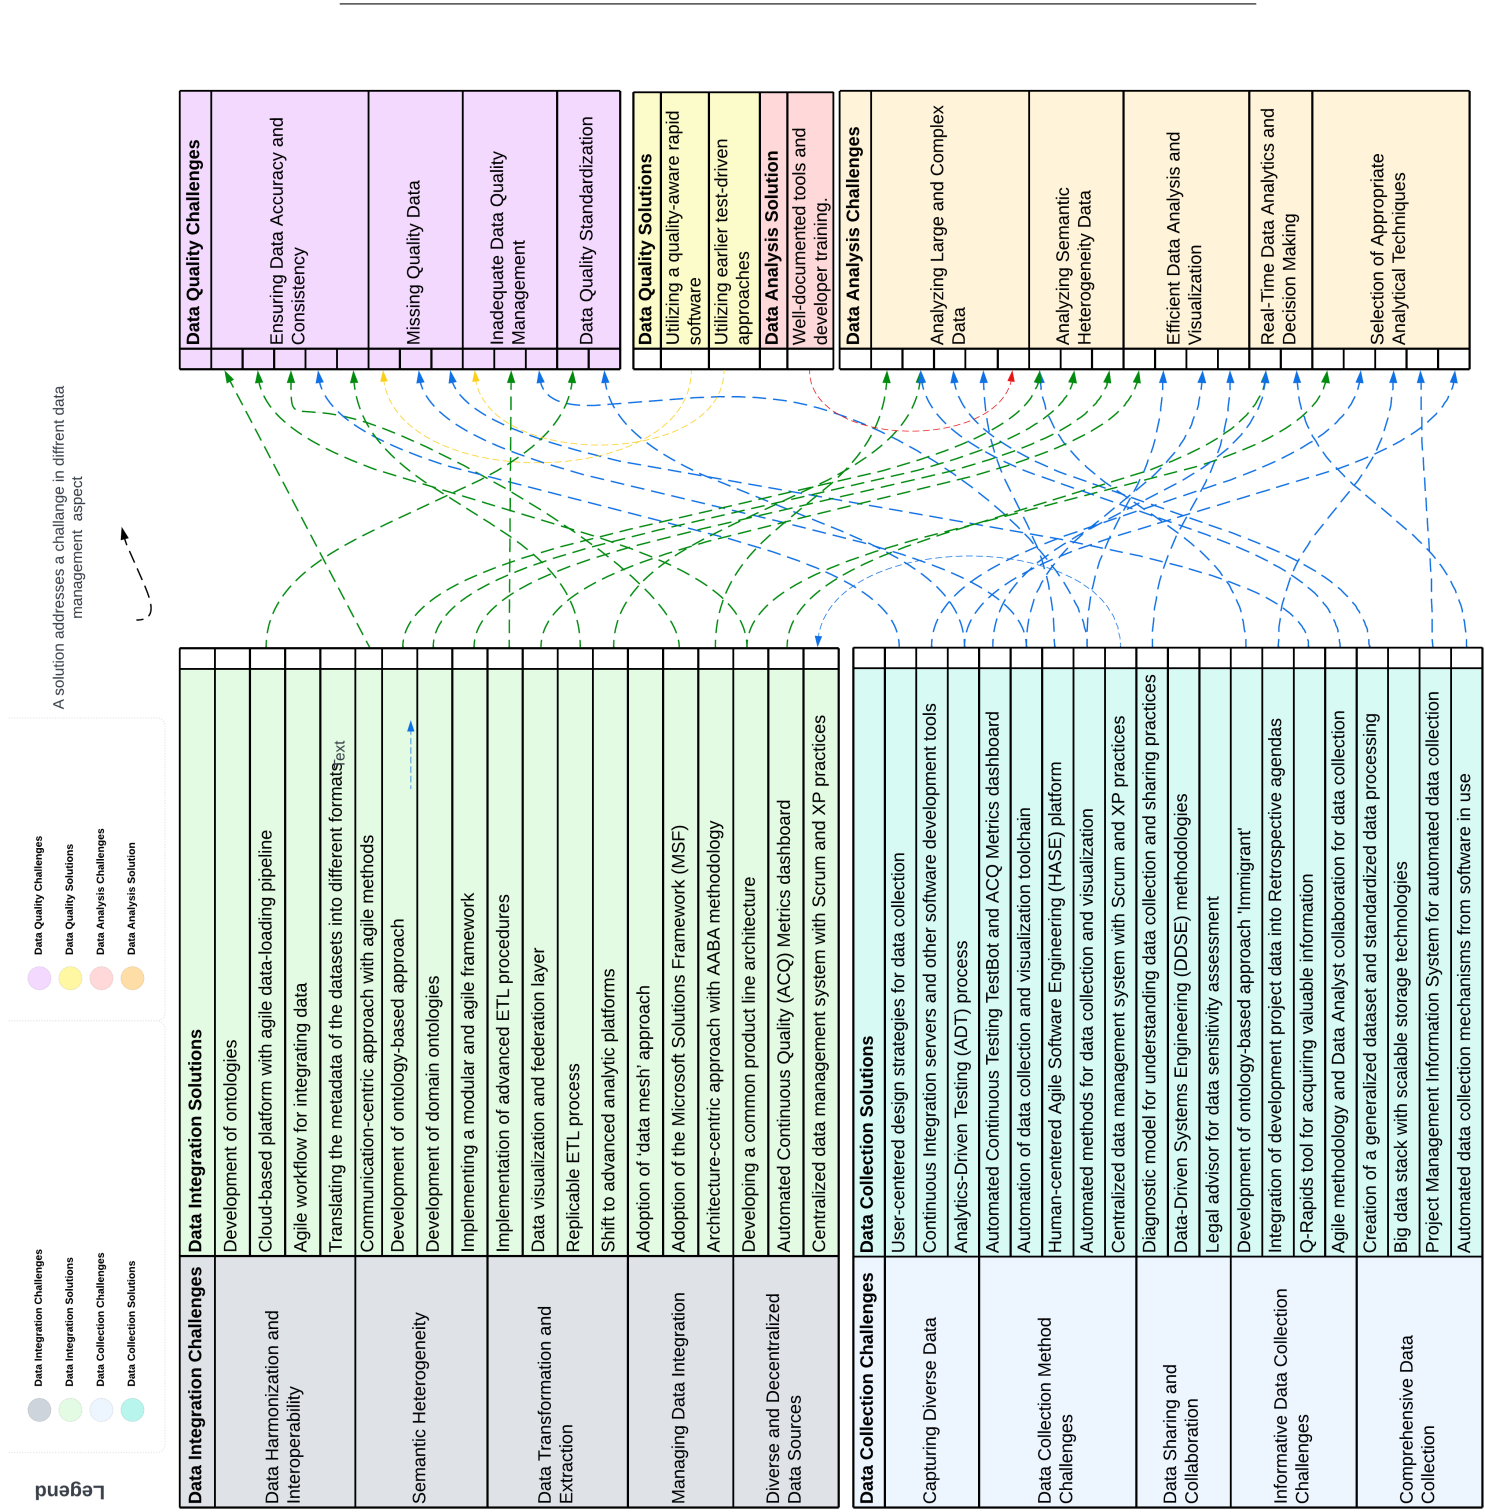 Legend
Data Integration Challenges
Data Integration Solutions
Data Collection Challenges
Data Collection Solutions
Data Quality Challenges
Data Quality Solutions
Data Analysis Challenges
Data Analysis Solution
A solution addresses a challange in diffrent data
management aspect
Data Integration Challenges
Data Harmonization and
Interoperability
Semantic Heterogeneity
Data Transformation and
Extraction
Managing Data Integration
Diverse and Decentralized
Data Sources
Data Integration Solutions
Development of ontologies
Cloud-based platform with agile data-loading pipeline
Agile workflow for integrating data
Translating the metadata of the datasets into different formats
Text
Communication-centric approach with agile methods
Development of ontology-based approach
Development of domain ontologies
Implementing a modular and agile framework
Implementation of advanced ETL procedures
Data visualization and federation layer
Replicable ETL process
Shift to advanced analytic platforms
Adoption of 'data mesh' approach
Adoption of the Microsoft Solutions Framework (MSF)
Architecture-centric approach with AABA methodology
Developing a common product line architecture
Automated Continuous Quality (ACQ) Metrics dashboard
Centralized data management system with Scrum and XP practices
Data Collection Challenges
Capturing Diverse Data
Data Collection Method
Challenges
Data Sharing and
Collaboration
Informative Data Collection
Challenges
Comprehensive Data
Collection
Data Collection Solutions
User-centered design strategies for data collection
Continuous Integration servers and other software development tools
Analytics-Driven Testing (ADT) process
Automated Continuous Testing TestBot and ACQ Metrics dashboard
Automation of data collection and visualization toolchain
Human-centered Agile Software Engineering (HASE) platform
Automated methods for data collection and visualization
Centralized data management system with Scrum and XP practices
Diagnostic model for understanding data collection and sharing practices
Data-Driven Systems Engineering (DDSE) methodologies
Legal advisor for data sensitivity assessment
Development of ontology-based approach 'Immigrant'
Integration of development project data into Retrospective agendas
Q-Rapids tool for acquiring valuable information
Agile methodology and Data Analyst collaboration for data collection
Creation of a generalized dataset and standardized data processing
Big data stack with scalable storage technologies
Project Management Information System for automated data collection
Automated data collection mechanisms from software in use
Data Quality Challenges
Ensuring Data Accuracy and
Consistency
Missing Quality Data
Inadequate Data Quality
Management
Data Quality Standardization
Data Quality Solutions
Utilizing a quality-aware rapid
software
Utilizing earlier test-driven
approaches
Data Analysis Solution
Well-documented tools and
developer training.
Data Analysis Challenges
Analyzing Large and Complex
Data
Analyzing Semantic
Heterogeneity Data
Efficient Data Analysis and
Visualization
Real-Time Data Analytics and
Decision Making
Selection of Appropriate
Analytical Techniques